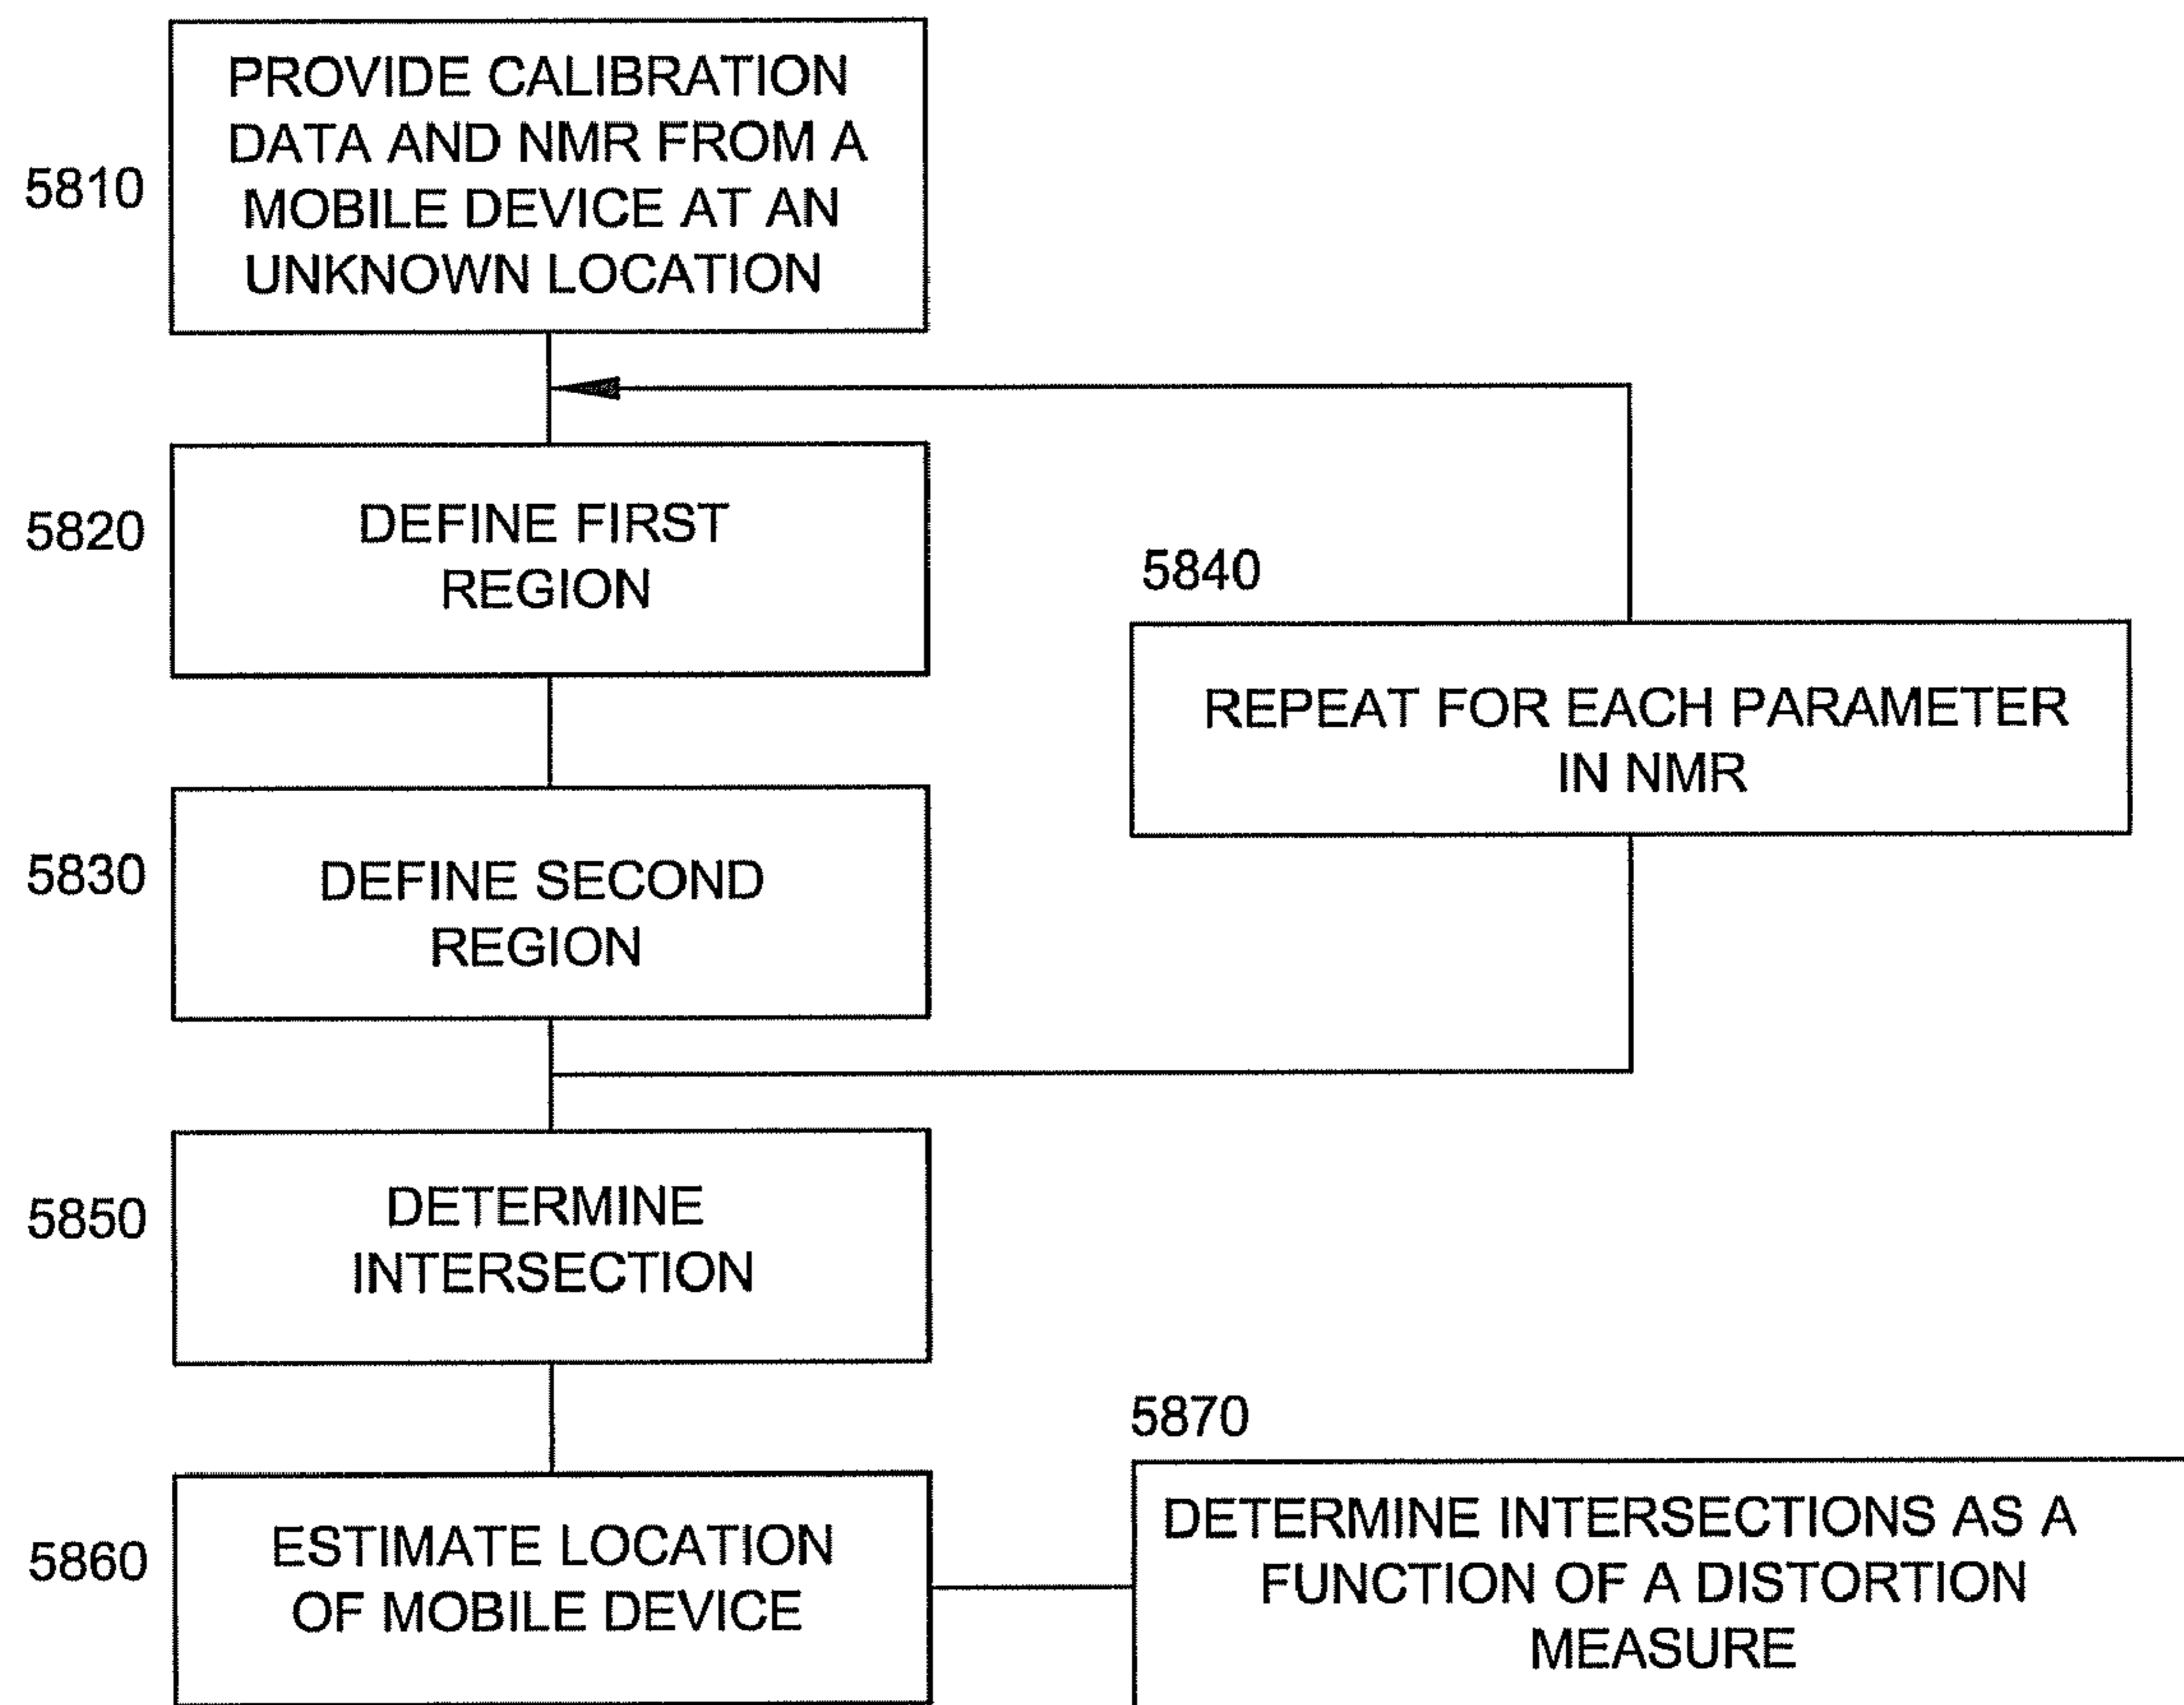 PROVIDE CALIBRATION
DATA AND NMR FROM A
MOBILE DEVICE AT AN
UNKNOWN LOCATION
5810
5820
DEFINE FIRST
REGION
5840
REPEAT FOR EACH PARAMETER
IN NMR
5830
DEFINE SECOND
REGION
5850
DETERMINE
INTERSECTION
5860
ESTIMATE LOCATION
OF MOBILE DEVICE
5870
DETERMINE INTERSECTIONS AS A
FUNCTION OF A DISTORTION
MEASURE